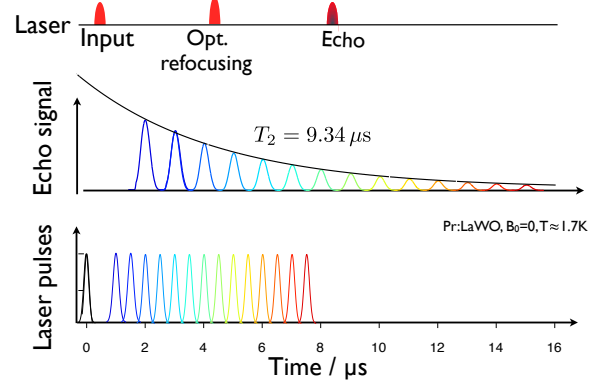 Laser
Input
Opt.
refocusing
Echo
Echo signal
T₂ = 9.34 μs
Pr:LaWO, B₀=0,T≈1.7K
Laser pulses
0 2 4 6 8 10 12 14 16
Time / μs